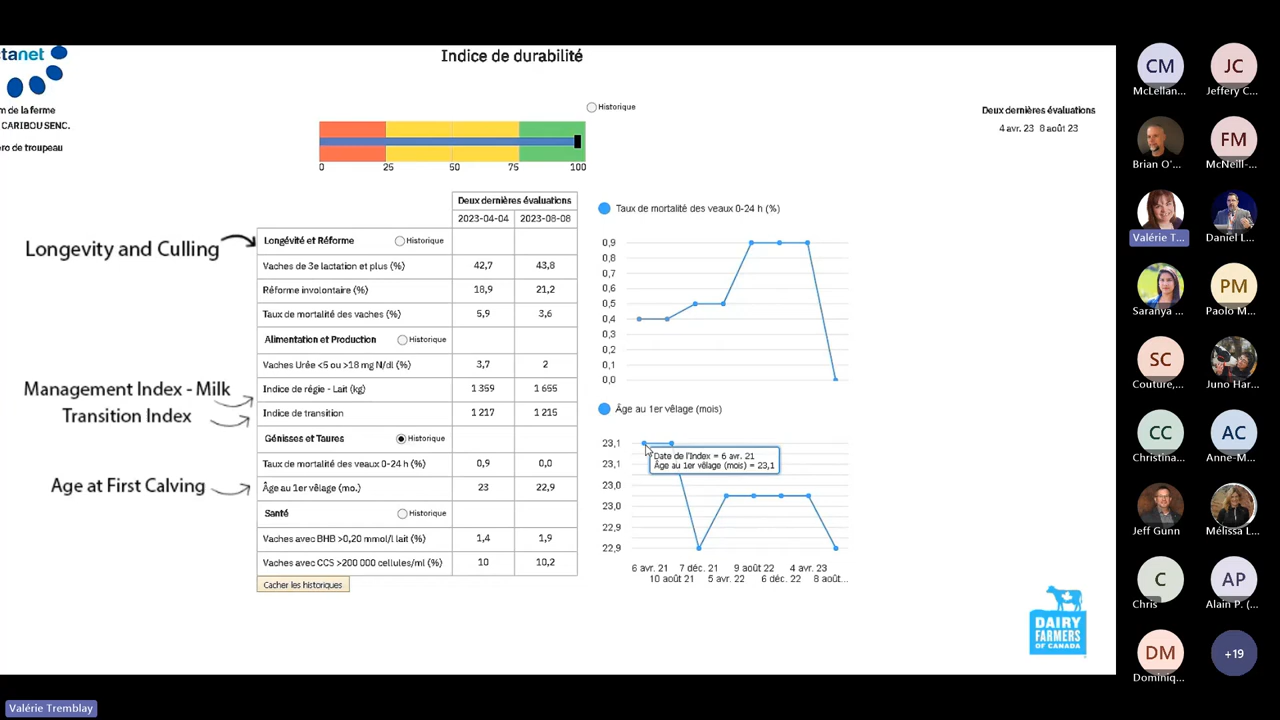 ctanet
Indice de durabilité
m de la ferme
CARIBOU SENC.
ro de troupeau
Historique
Deux dernières évaluations
4 avr. 23 8 août 23
0 25 50 75 100
Deux dernières évaluations
2023-04-04 2023-08-08
Longevity and Culling
Longévité et Réforme Historique
Vaches de 3e lactation et plus (%) 42,7 43,8
Réforme involontaire (%) 18,9 21,2
Taux de mortalité des vaches (%) 5,9 3,6
Alimentation et Production Historique
Vaches Urée <5 ou >18 mg N/dl (%) 3,7 2
Management Index - Milk
Indice de régie - Lait (kg) 1 359 1 655
Transition Index
Indice de transition 1 217 1 215
Génisses et Taures Historique
Taux de mortalité des veaux 0-24 h (%) 0,9 0,0
Age at First Calving
Âge au 1er vêlage (mo.) 23 22,9
Santé Historique
Vaches avec BHB >0,20 mmol/l lait (%) 1,4 1,9
Vaches avec CCS >200 000 cellules/ml (%) 10 10,2
Cacher les historiques
Taux de mortalité des veaux 0-24 h (%)
0,9
0,8
0,7
0,6
0,5
0,4
0,3
0,2
0,1
0,0
Âge au 1er vêlage (mois)
23,1
23,1
23,0
23,0
22,9
22,9
Date de l'Index = 6 avr. 21
Âge au 1er vêlage (mois) = 23,1
6 avr. 21 7 déc. 21 9 août 22 4 avr. 23
10 août 21 5 avr. 22 6 déc. 22 8 août...
DAIRY
FARMERS
OF CANADA
CM JC
McLellan... Jeffery C...
FM
Brian O'... McNeill-...
Valérie T... Daniel L...
PM
Saranya ... Paolo M...
SC
Couture,... Juno Har...
CC AC
Christina... Anne-M...
Jeff Gunn Mélissa L...
C AP
Chris Alain P. (...
DM +19
Dominiq...
Valérie Tremblay